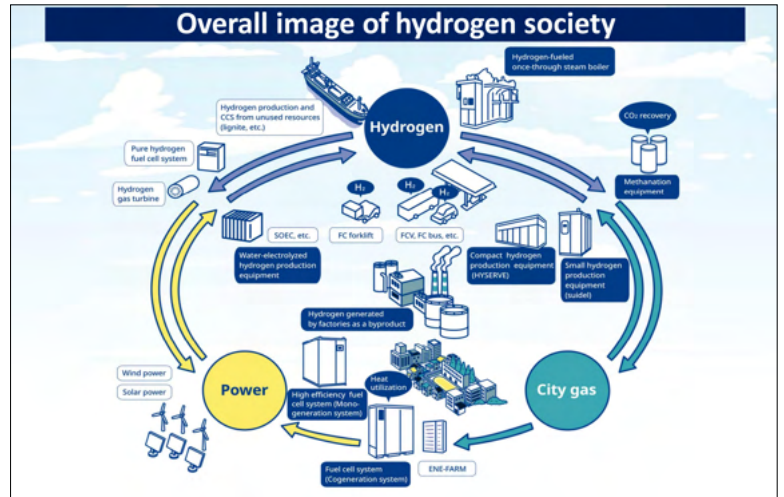 Overall image of hydrogen society
Hydrogen-fueled
once-through steam boiler
Hydrogen production and
CCS from unused resources
(lignite, etc.)
Hydrogen
CO₂ recovery
Pure hydrogen
fuel cell system
Methanation
equipment
Hydrogen
gas turbine
H₂
H₂
H₂
SOEC, etc.
FC forklift
FCV, FC bus, etc.
Water-electrolyzed
hydrogen production
equipment
Compact hydrogen
production equipment
(HYSERVE)
Small hydrogen
production
equipment
(suidel)
Hydrogen generated
by factories as a byproduct
Wind power
Solar power
Power
High efficiency fuel
cell system (Mono-
generation system)
Heat
utilization
City gas
Fuel cell system
(Cogeneration system)
ENE-FARM